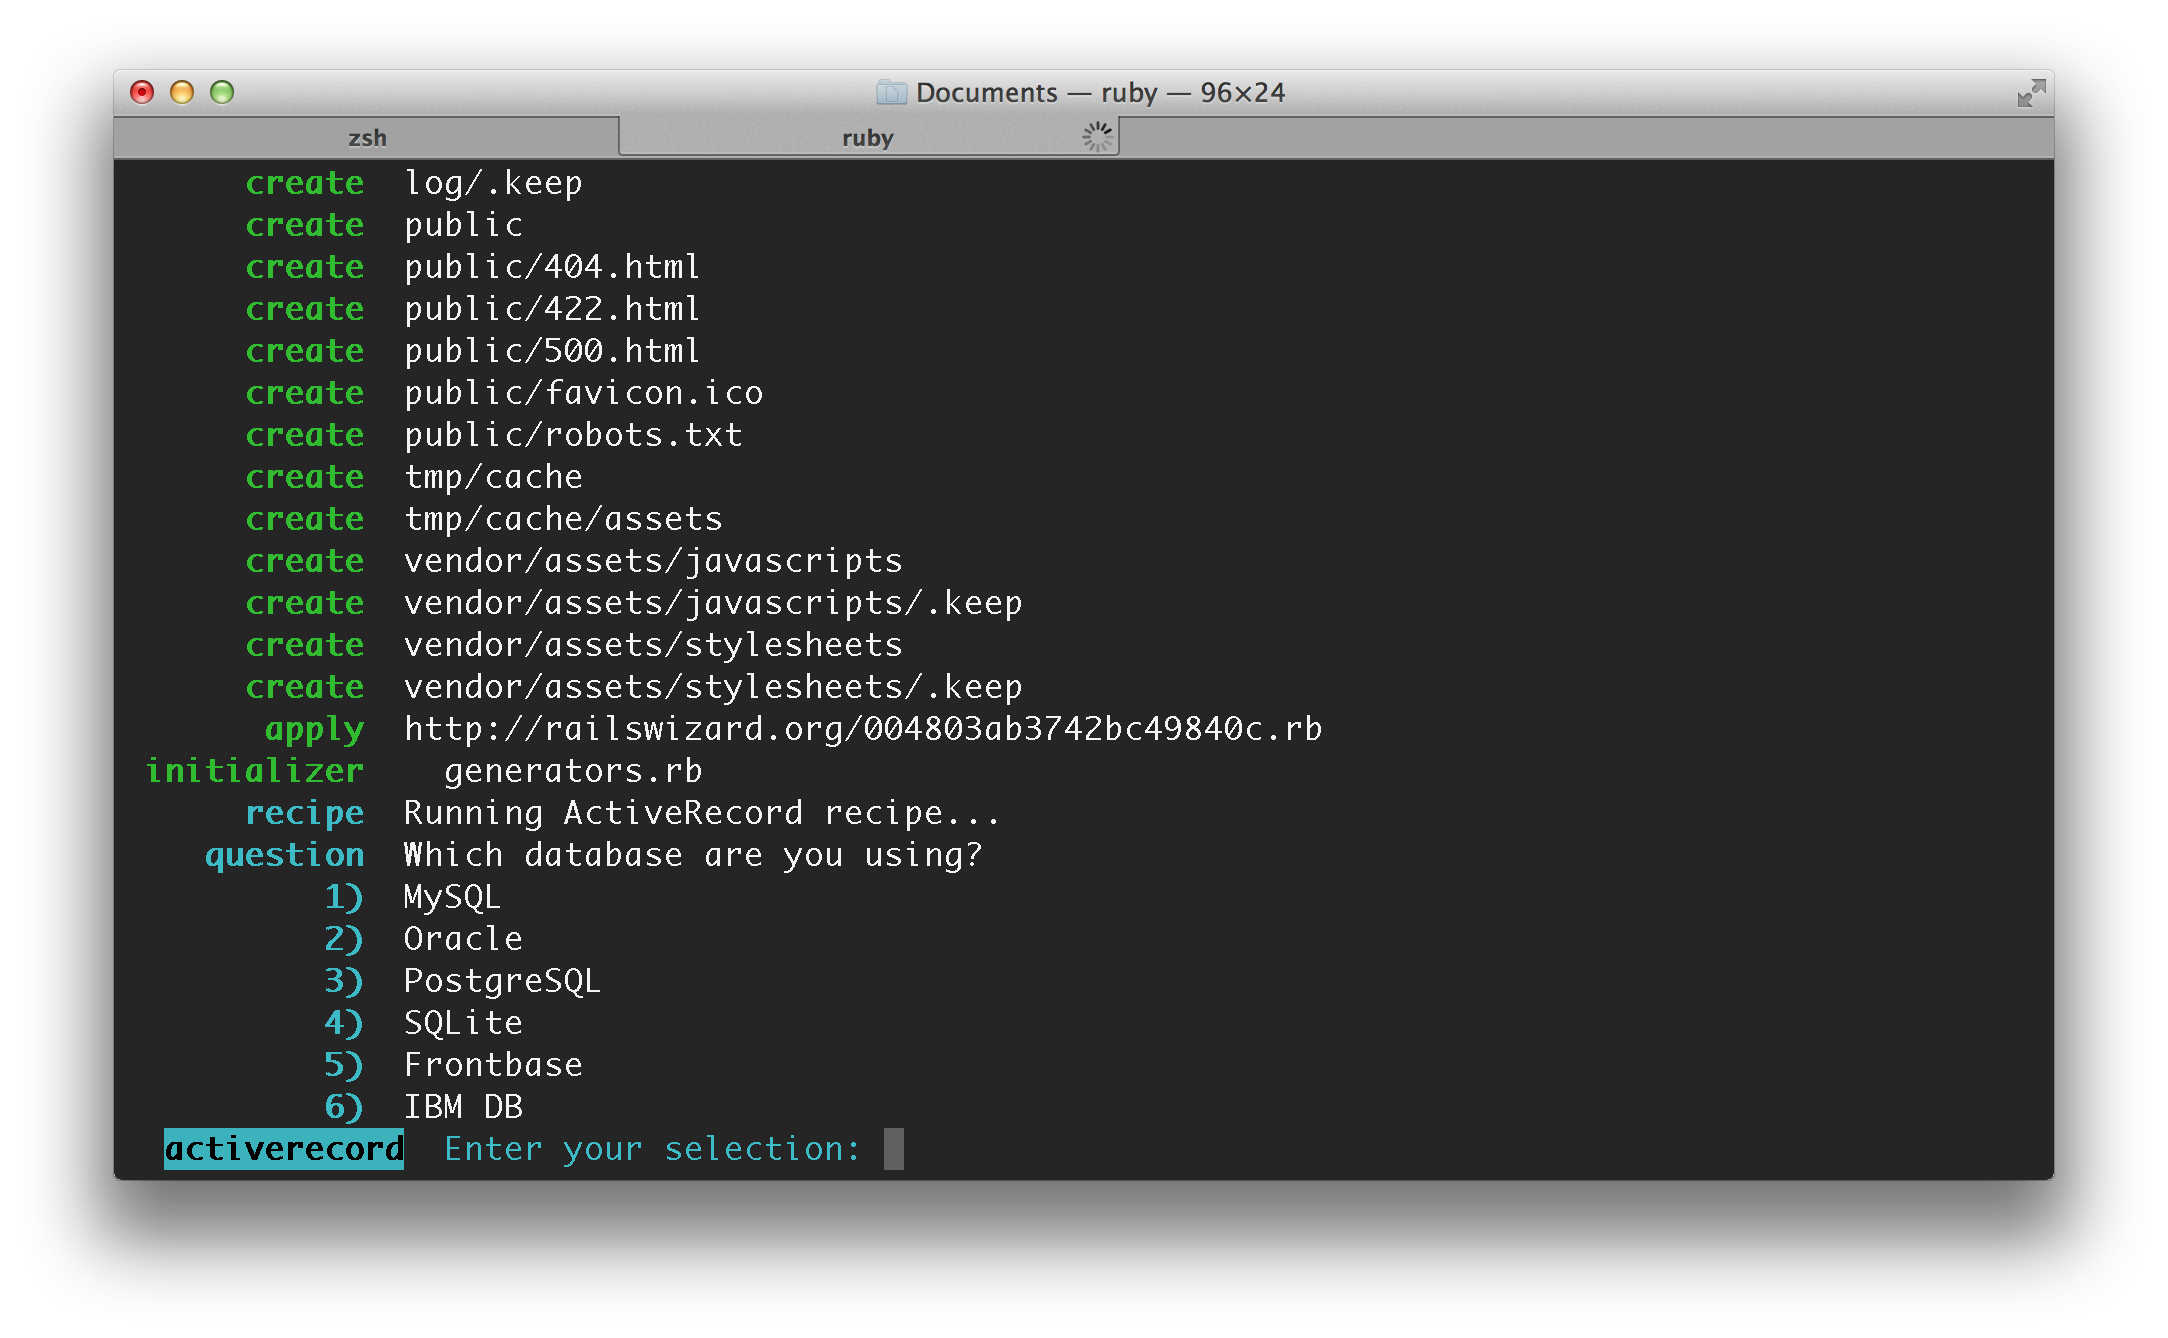 Documents — ruby — 96×24
zsh ruby
create log/.keep
create public
create public/404.html
create public/422.html
create public/500.html
create public/favicon.ico
create public/robots.txt
create tmp/cache
create tmp/cache/assets
create vendor/assets/javascripts
create vendor/assets/javascripts/.keep
create vendor/assets/stylesheets
create vendor/assets/stylesheets/.keep
apply http://railswizard.org/004803ab3742bc49840c.rb
initializer generators.rb
recipe Running ActiveRecord recipe...
question Which database are you using?
1) MySQL
2) Oracle
3) PostgreSQL
4) SQLite
5) Frontbase
6) IBM DB
activerecord Enter your selection: